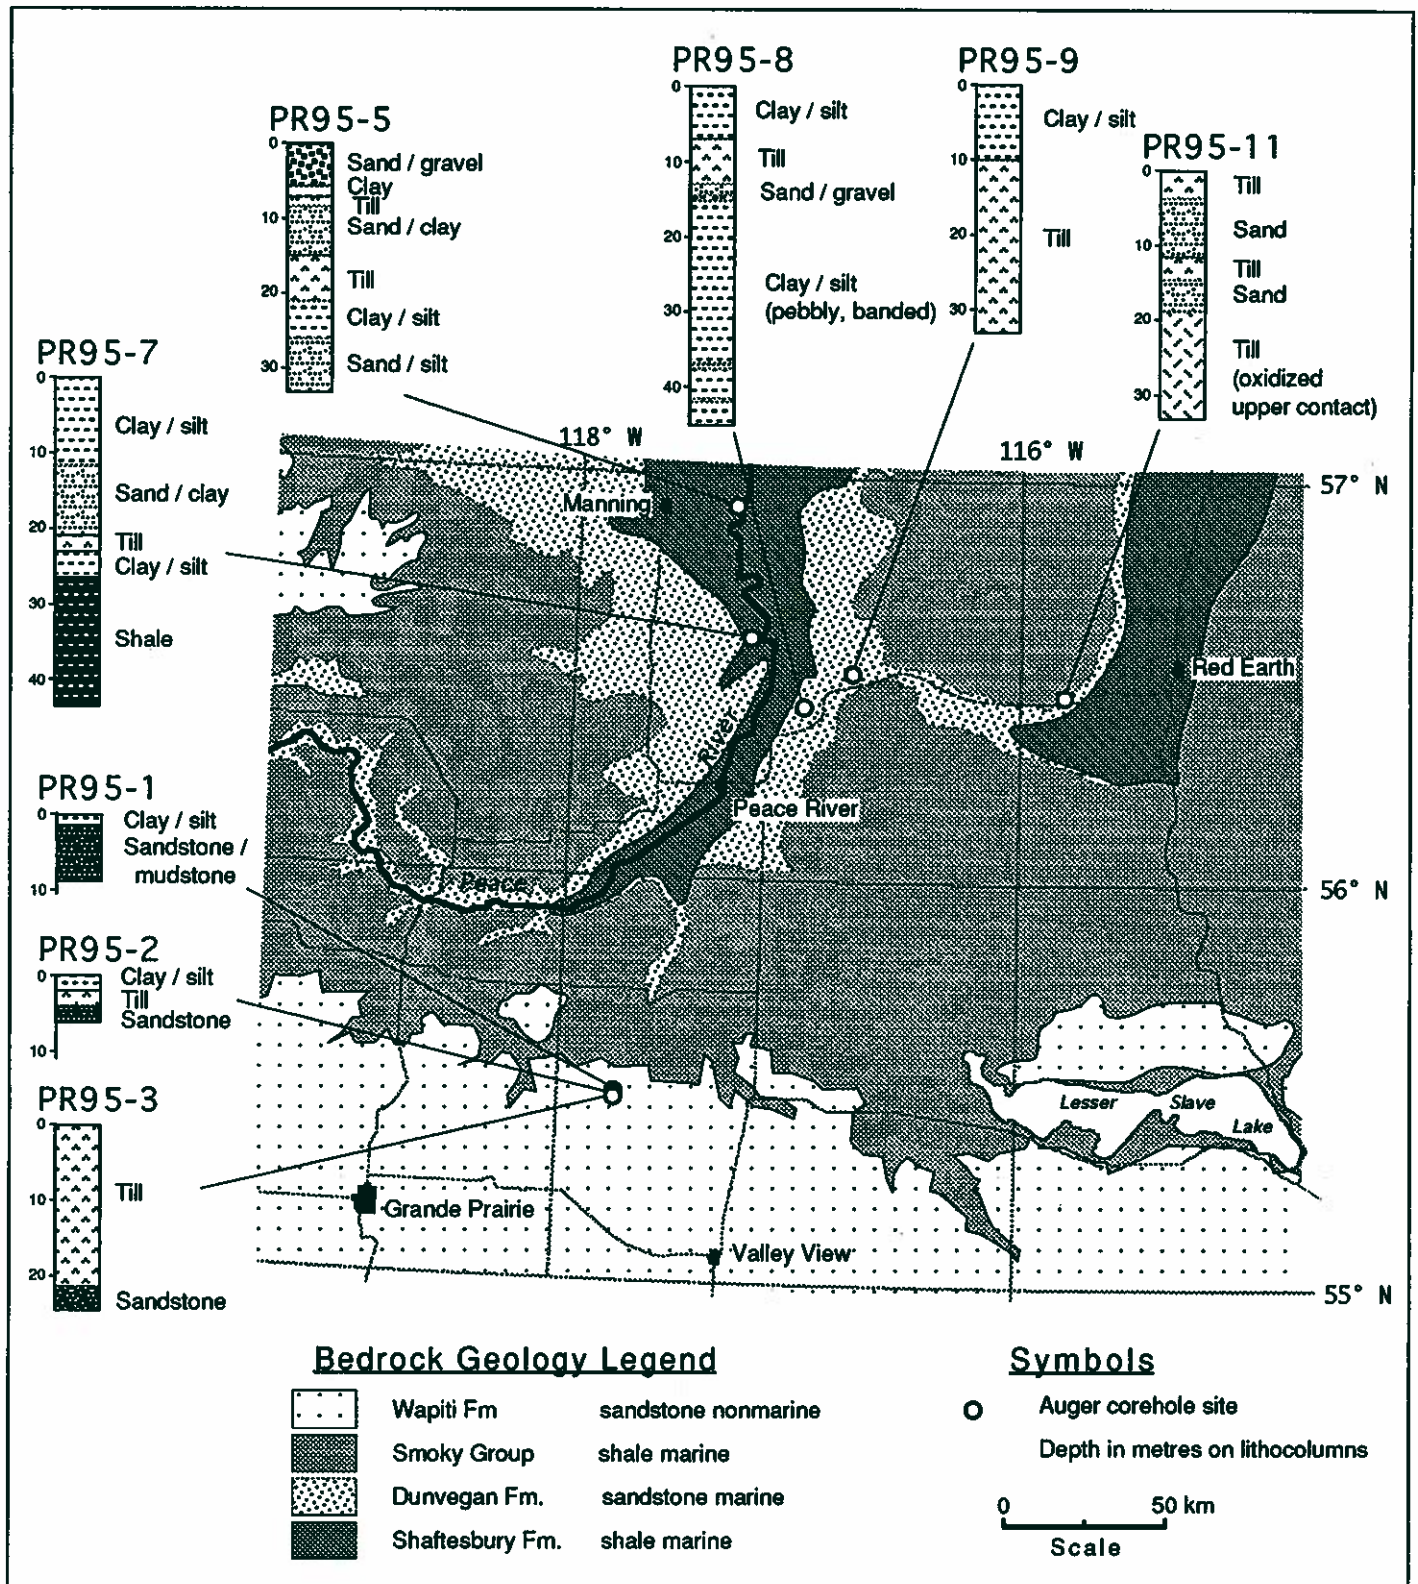 PR95-8
0
10
20
30
40
Clay / silt
Till
Sand / gravel
Clay / silt
(pebbly, banded)
PR95-9
0
10
20
30
Clay / silt
Till
PR95-5
0
10
20
30
Sand / gravel
Clay
Till
Sand / clay
Till
Clay / silt
Sand / silt
PR95-11
0
10
20
30
Till
Sand
Till
Sand
Till
(oxidized
upper contact)
PR95-7
0
10
20
30
40
Clay / silt
Sand / clay
Till
Clay / silt
Shale
PR95-1
0
10
Clay / silt
Sandstone /
mudstone
PR95-2
0
10
Clay / silt
Till
Sandstone
PR95-3
0
10
20
Till
Sandstone
118° W
116° W
57° N
Manning
Red Earth
River
Peace River
Peace
56° N
Lesser Slave
Lake
Grande Prairie
Valley View
55° N
Bedrock Geology Legend
Wapiti Fm sandstone nonmarine
Smoky Group shale marine
Dunvegan Fm. sandstone marine
Shaftesbury Fm. shale marine
Symbols
Auger corehole site
Depth in metres on lithocolumns
0 50 km
Scale